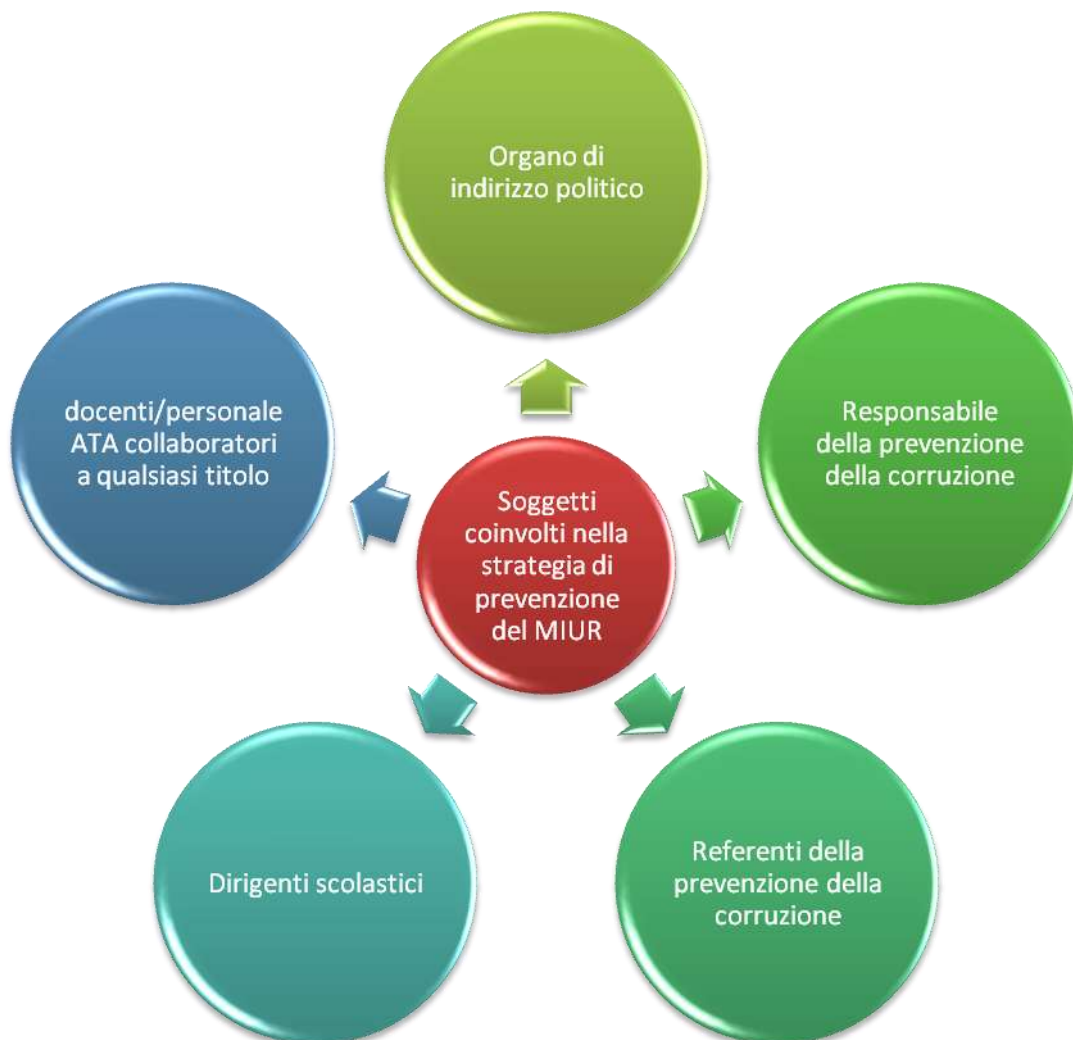 Organo di
indirizzo politico
Responsabile
della prevenzione
della corruzione
Referenti della
prevenzione della
corruzione
Dirigenti scolastici
docenti/personale
ATA collaboratori
a qualsiasi titolo
Soggetti
coinvolti nella
strategia di
prevenzione
del MIUR